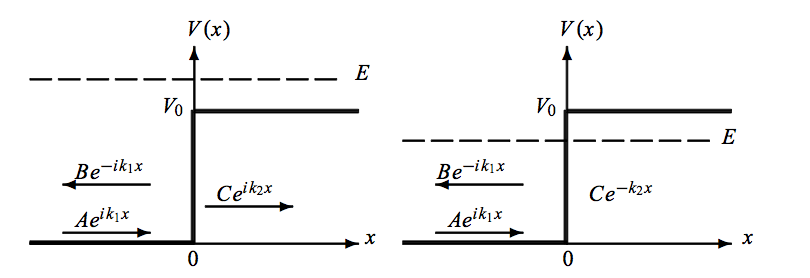 V(x)
E
V₀
Be^{-ik₁x}
Ce^{ik₂x}
Ae^{ik₁x}
x
0
V(x)
V₀
E
Be^{-ik₁x}
Ce^{-k₂x}
Ae^{ik₁x}
x
0